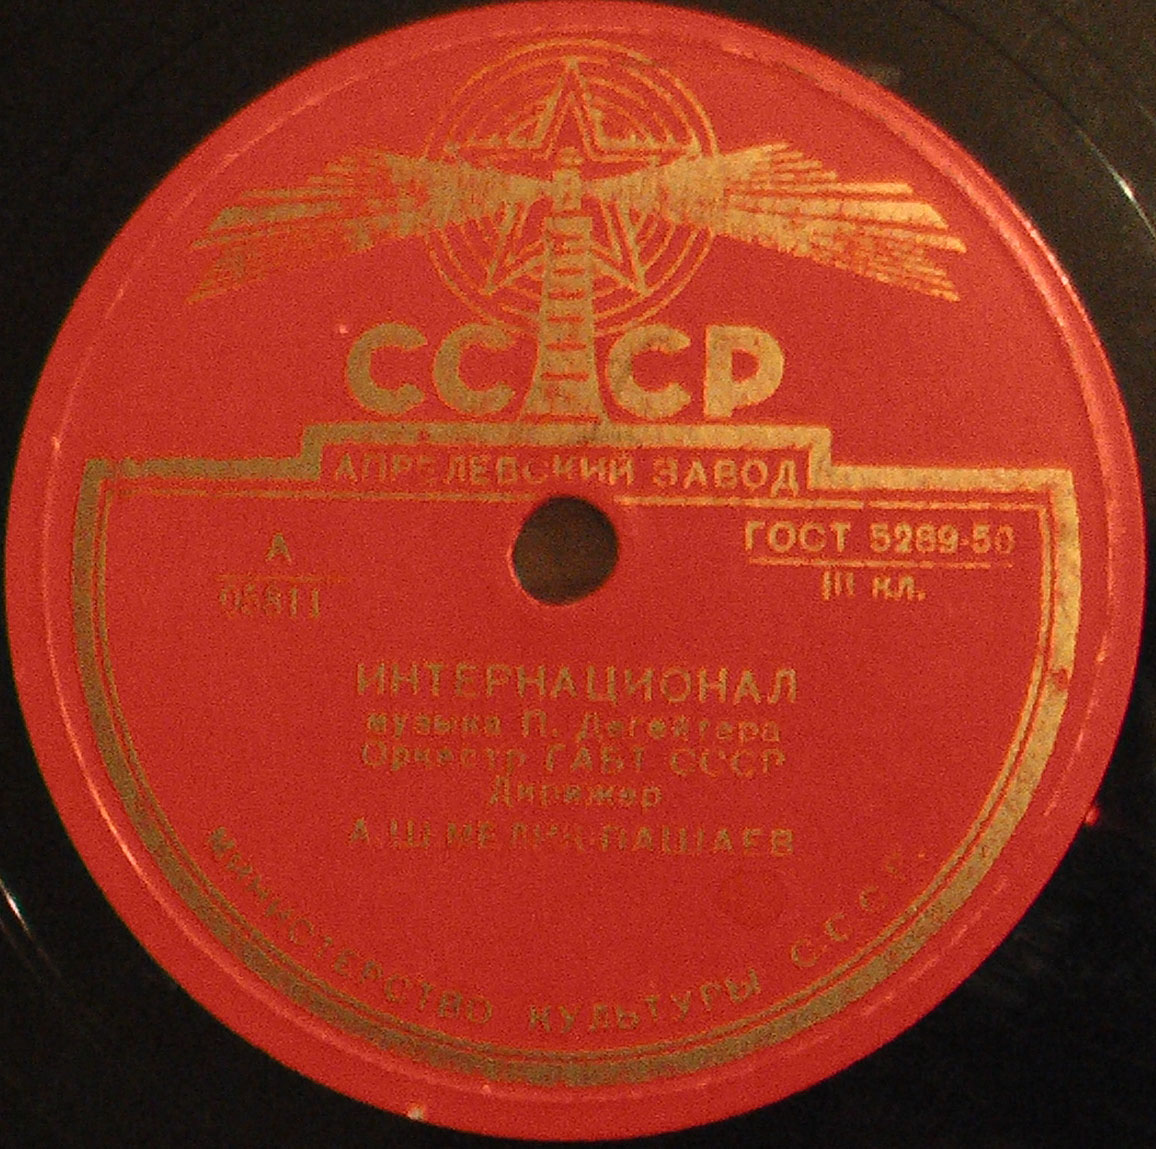 СССР
АПРЕЛЕВСКИЙ ЗАВОД
А
ГОСТ 5289-50
III кл.
ИНТЕРНАЦИОНАЛ
музыка П. Дегейтера
Оркестр ГАБТ СССР
Дирижер
А.Ш.МЕЛИК-ПАШАЕВ
МИНИСТЕРСТВО КУЛЬТУРЫ С.С.С.Р.